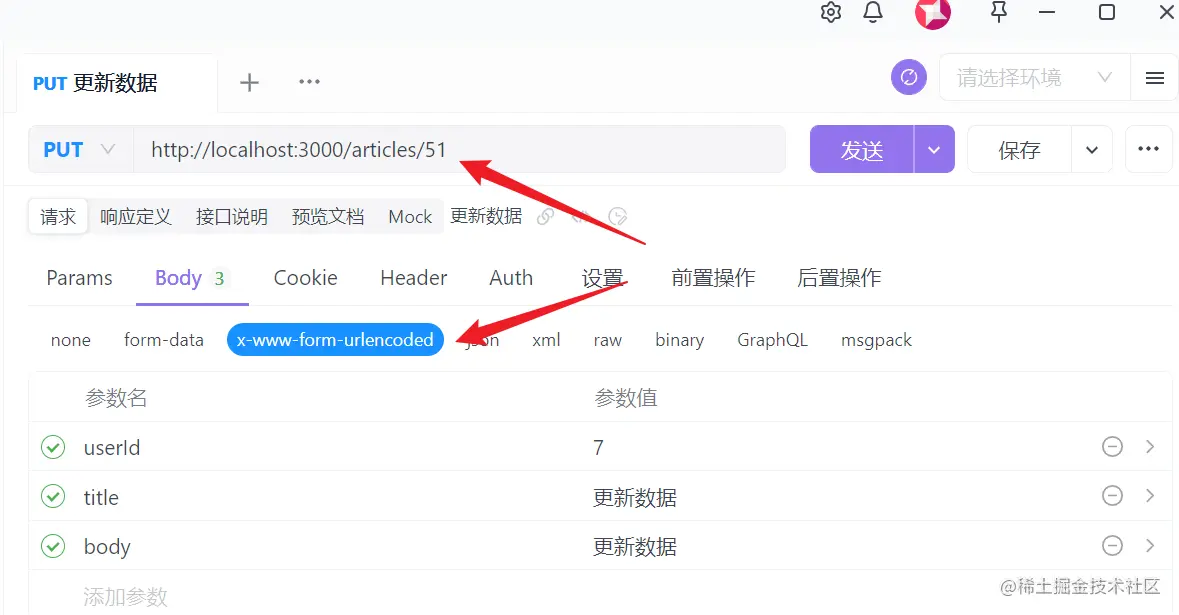 PUT 更新数据 请选择环境
PUT http://localhost:3000/articles/51 发送 保存
请求 响应定义 接口说明 预览文档 Mock 更新数据
Params Body 3 Cookie Header Auth 设置 前置操作 后置操作
none form-data x-www-form-urlencoded json xml raw binary GraphQL msgpack
参数名 参数值
userId 7
title 更新数据
body 更新数据
添加参数
@稀土掘金技术社区